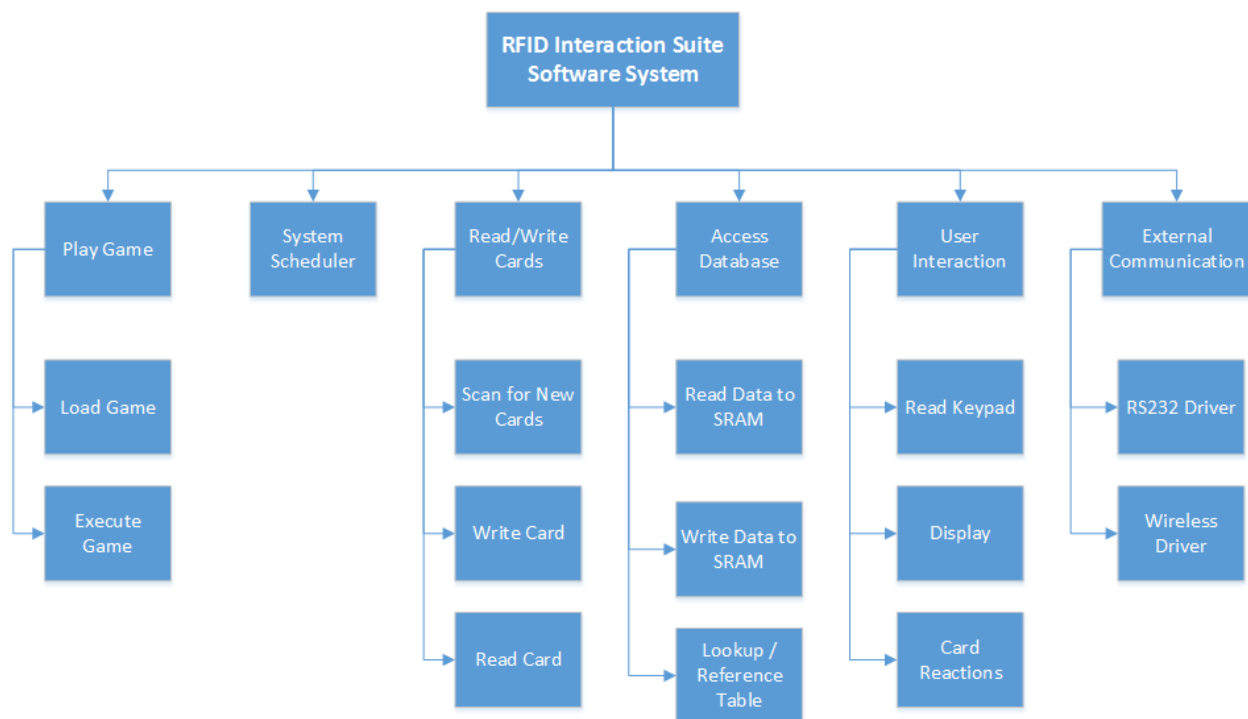 RFID Interaction Suite
Software System
Play Game
System
Scheduler
Read/Write
Cards
Access
Database
User
Interaction
External
Communication
Load Game
Scan for New
Cards
Read Data to
SRAM
Read Keypad
RS232 Driver
Execute
Game
Write Card
Write Data to
SRAM
Display
Wireless
Driver
Read Card
Lookup /
Reference
Table
Card
Reactions